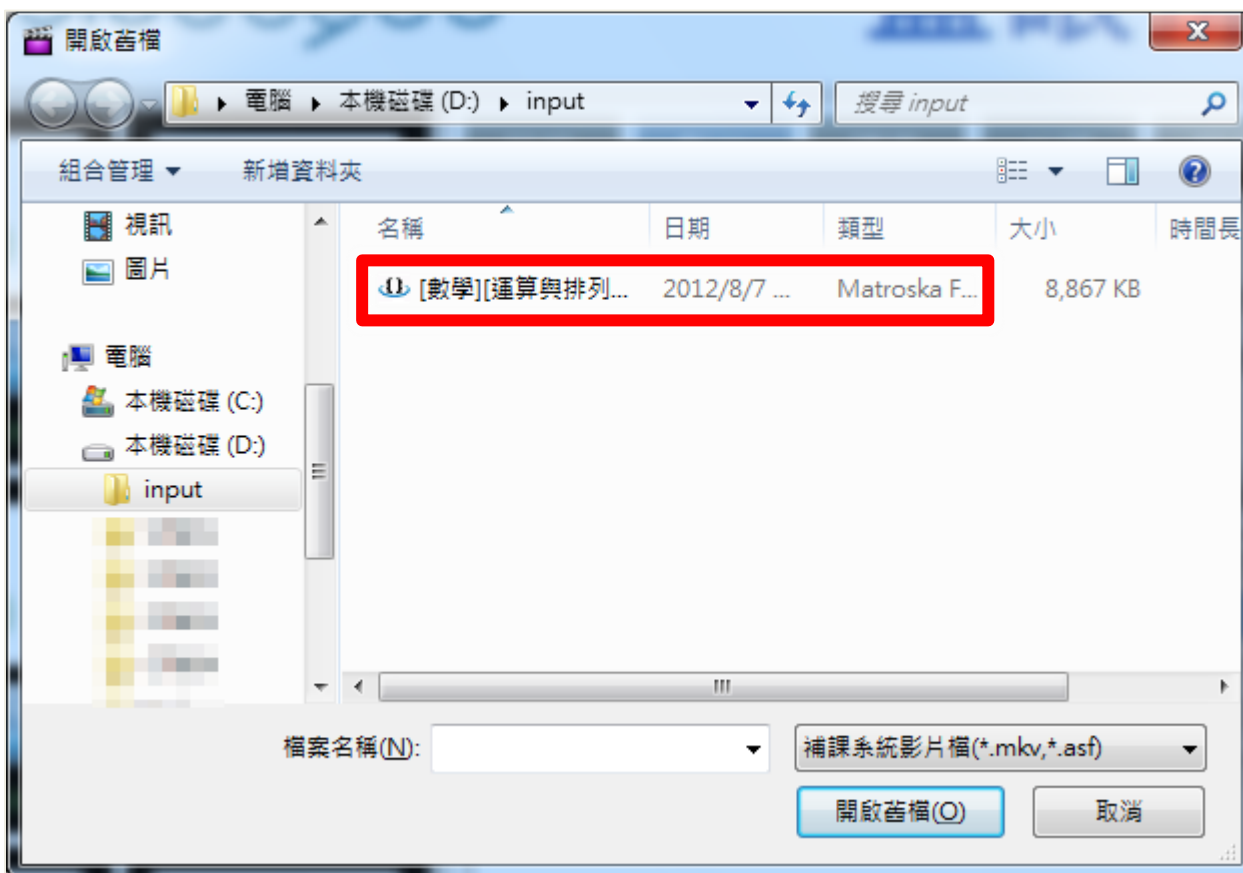 開啟舊檔
電腦 ▸ 本機磁碟 (D:) ▸ input
搜尋 input
組合管理 新增資料夾
視訊
圖片
電腦
本機磁碟 (C:)
本機磁碟 (D:)
input
名稱 日期 類型 大小 時間長
[數學][運算與排列... 2012/8/7 ... Matroska F... 8,867 KB
檔案名稱(N):
補課系統影片檔(*.mkv,*.asf)
開啟舊檔(O) 取消